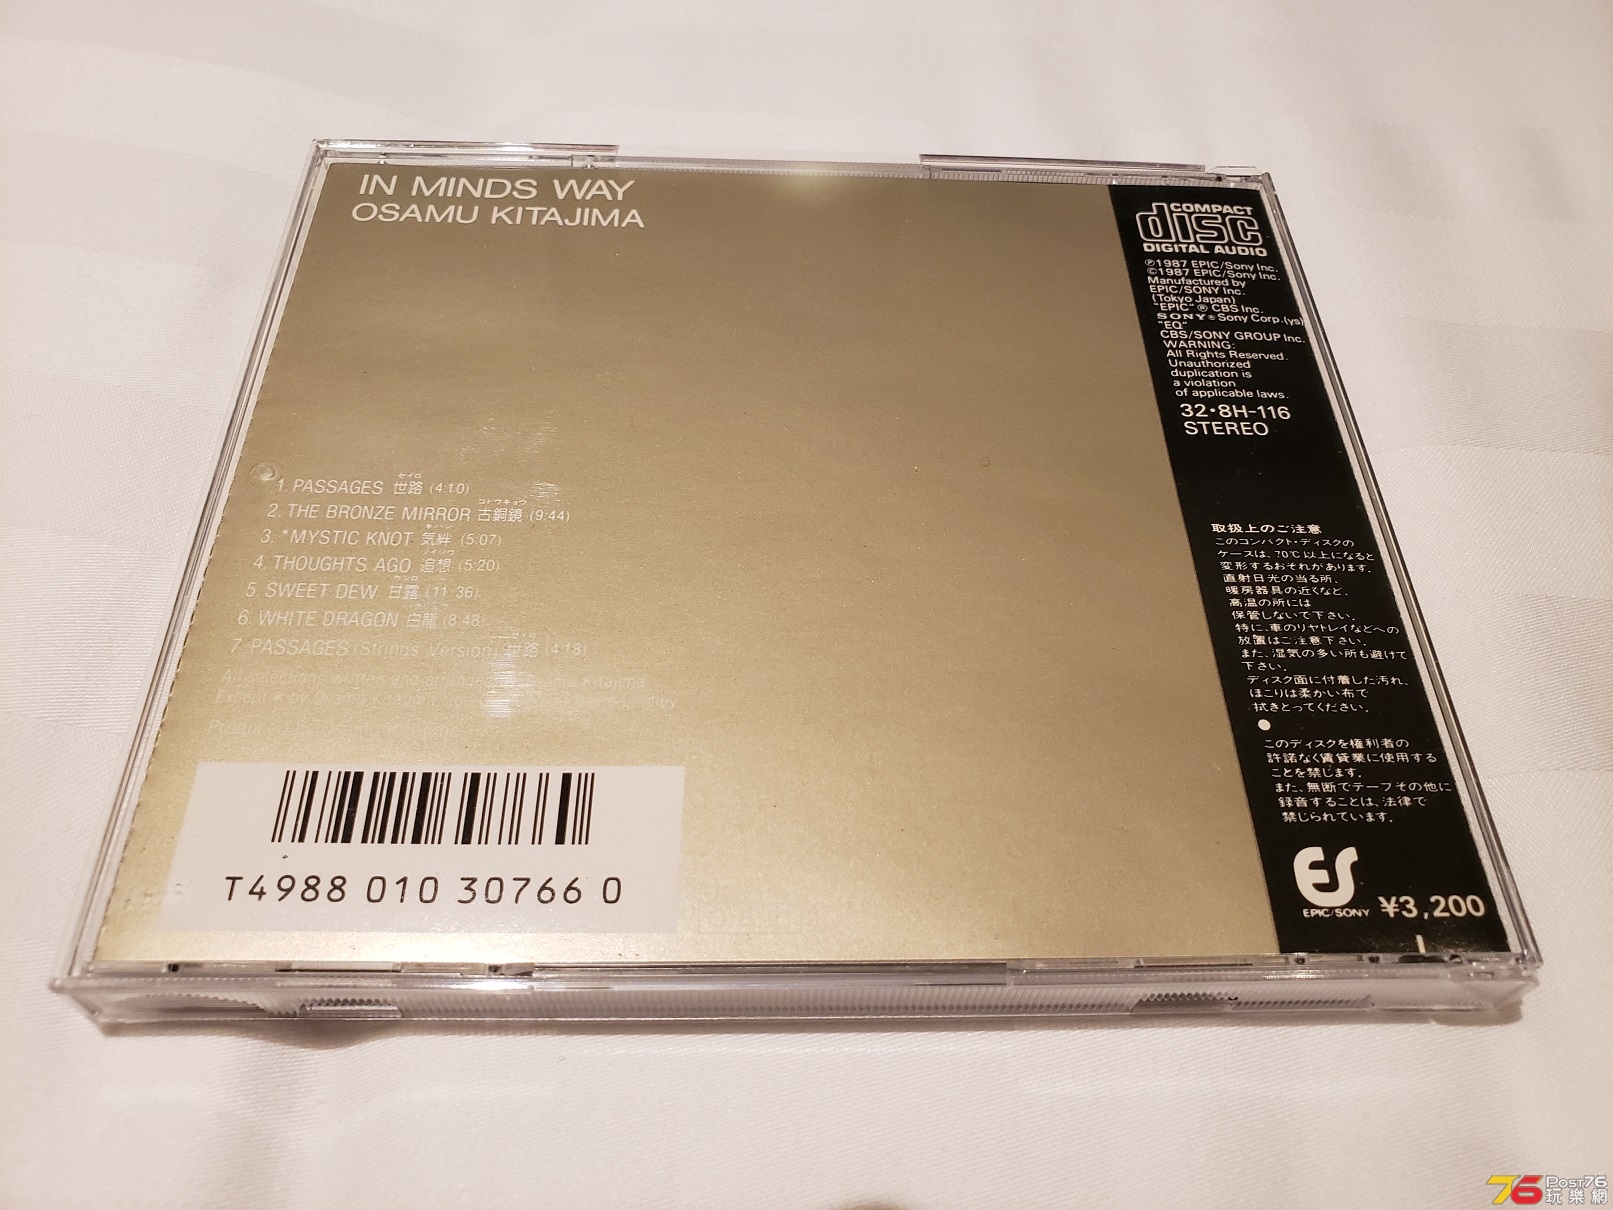 IN MINDS WAY
OSAMU KITAJIMA
1. PASSAGES 世路 (4:10)
2. THE BRONZE MIRROR 古銅鏡 (9:44)
3. *MYSTIC KNOT 気絆 (5:07)
4. THOUGHTS AGO 追想 (5:20)
5. SWEET DEW 甘露 (11:36)
6. WHITE DRAGON 白龍 (8:48)
7. PASSAGES (Strings Version) 世路 (4:18)
Osamu Kitajima
T4988 010 30766 0
COMPACT
disc
DIGITAL AUDIO
℗1987 EPIC/Sony Inc.
©1987 EPIC/Sony Inc.
Manufactured by
EPIC/SONY Inc.
(Tokyo Japan)
"EPIC" ® CBS Inc.
SONY® Sony Corp.(ys)
"EQ"
CBS/SONY GROUP Inc.
WARNING:
All Rights Reserved.
Unauthorized
duplication is
a violation
of applicable laws.
32・8H-116
STEREO
取扱上のご注意
このコンパクト・ディスクの
ケースは、70℃以上になると
変形するおそれがあります。
直射日光の当る所、
暖房器具の近くなど、
高温の所には
保管しないで下さい。
特に、車のリヤトレイなどへの
放置はご注意下さい。
また、湿気の多い所も避けて
下さい。
ディスク面に付着した汚れ、
ほこりは柔かい布で
拭きとってください。
●
このディスクを権利者の
許諾なく賃貸業に使用する
ことを禁じます。
また、無断でテープその他に
録音することは、法律で
禁じられています。
ES
EPIC/SONY ¥3,200
76 POST76
玩樂網